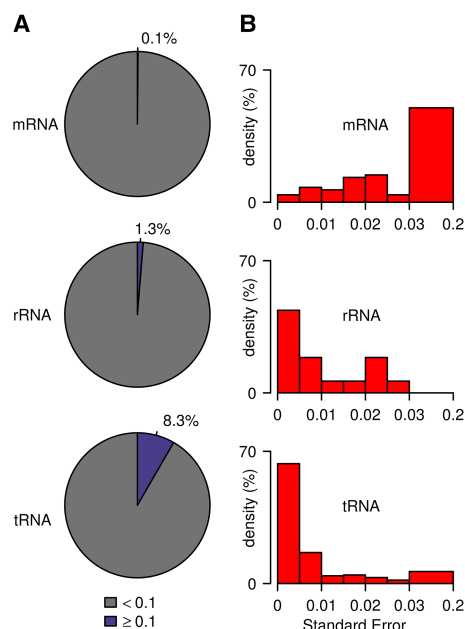 A
B
0.1%
mRNA
70
density (%)
0
mRNA
0 0.01 0.02 0.03 0.2
1.3%
rRNA
70
density (%)
0
rRNA
0 0.01 0.02 0.03 0.2
8.3%
tRNA
70
density (%)
0
tRNA
0 0.01 0.02 0.03 0.2
Standard Error
< 0.1
≥ 0.1